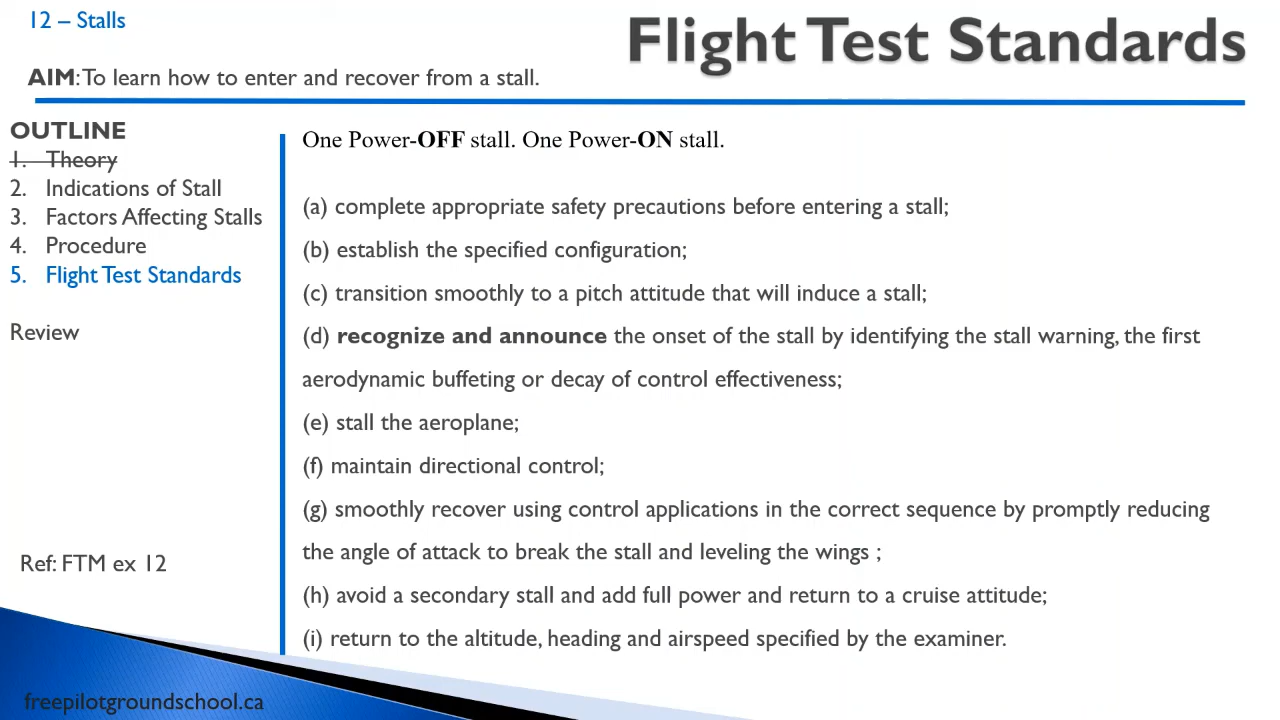 12 – Stalls
Flight Test Standards
AIM: To learn how to enter and recover from a stall.
OUTLINE
1. Theory
2. Indications of Stall
3. Factors Affecting Stalls
4. Procedure
5. Flight Test Standards
Review
Ref: FTM ex 12
freepilotgroundschool.ca
One Power-OFF stall. One Power-ON stall.
(a) complete appropriate safety precautions before entering a stall;
(b) establish the specified configuration;
(c) transition smoothly to a pitch attitude that will induce a stall;
(d) recognize and announce the onset of the stall by identifying the stall warning, the first
aerodynamic buffeting or decay of control effectiveness;
(e) stall the aeroplane;
(f) maintain directional control;
(g) smoothly recover using control applications in the correct sequence by promptly reducing
the angle of attack to break the stall and leveling the wings ;
(h) avoid a secondary stall and add full power and return to a cruise attitude;
(i) return to the altitude, heading and airspeed specified by the examiner.